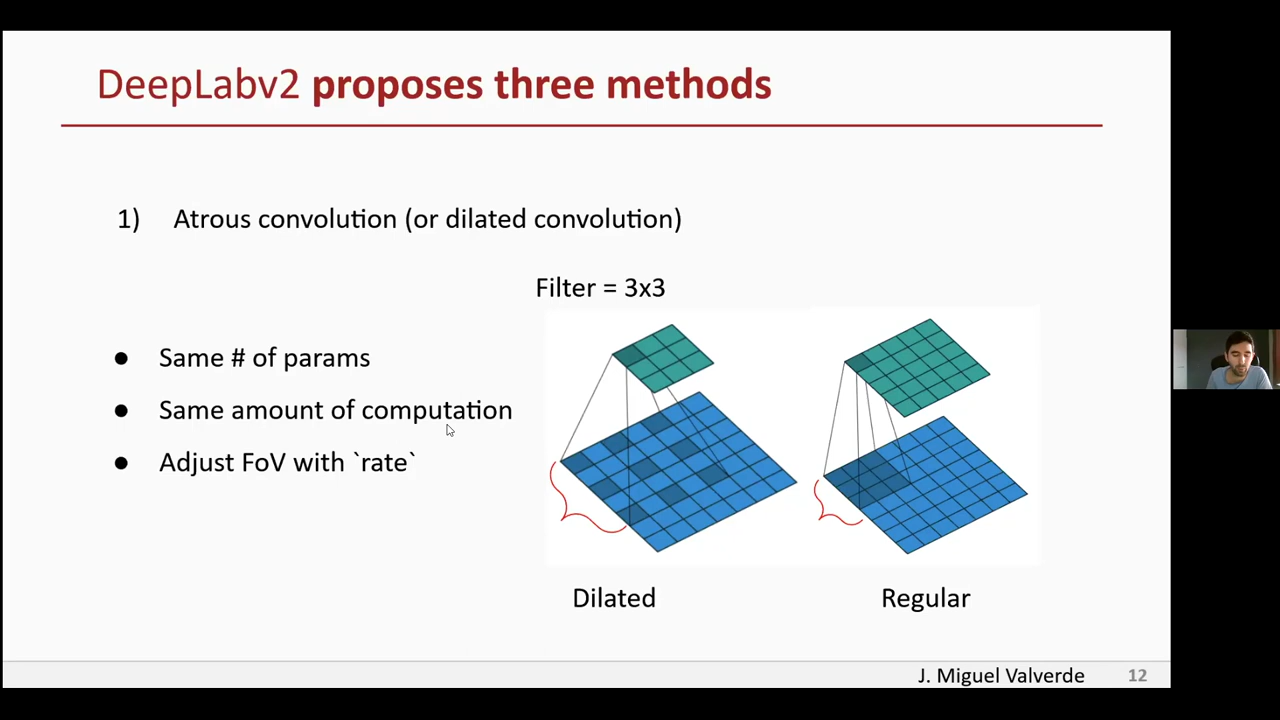 DeepLabv2 proposes three methods
1) Atrous convolution (or dilated convolution)
Filter = 3x3
● Same # of params
● Same amount of computation
● Adjust FoV with `rate`
Dilated
Regular
J. Miguel Valverde
12